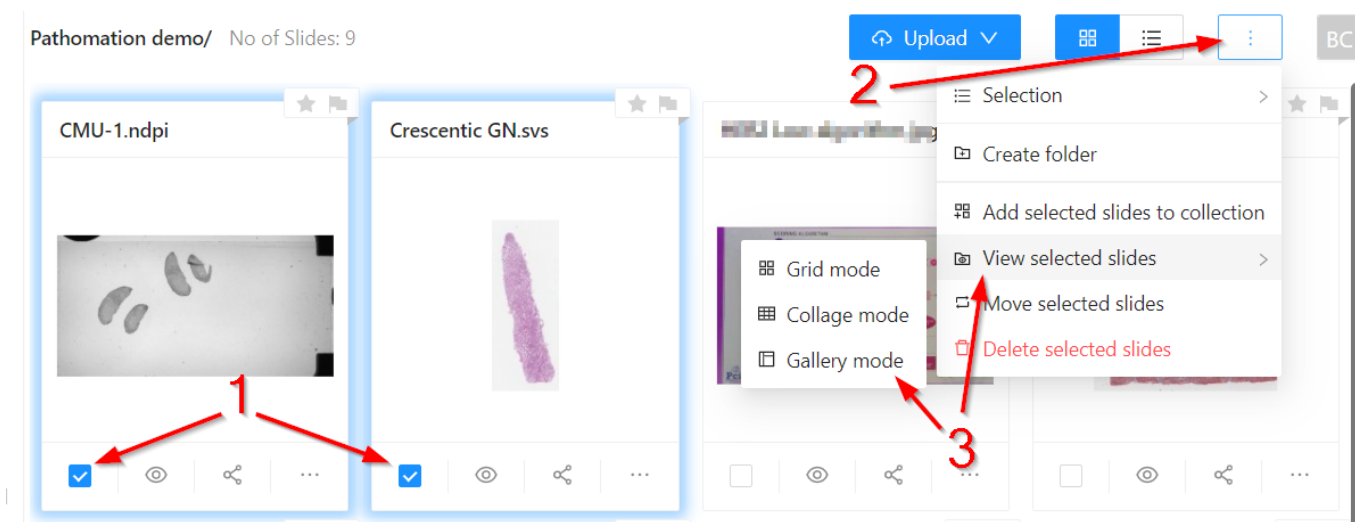 Pathomation demo/ No of Slides: 9
Upload
BC
2
Selection
CMU-1.ndpi
Crescentic GN.svs
Create folder
Add selected slides to collection
View selected slides
Grid mode
Move selected slides
Collage mode
Delete selected slides
Gallery mode
1
3